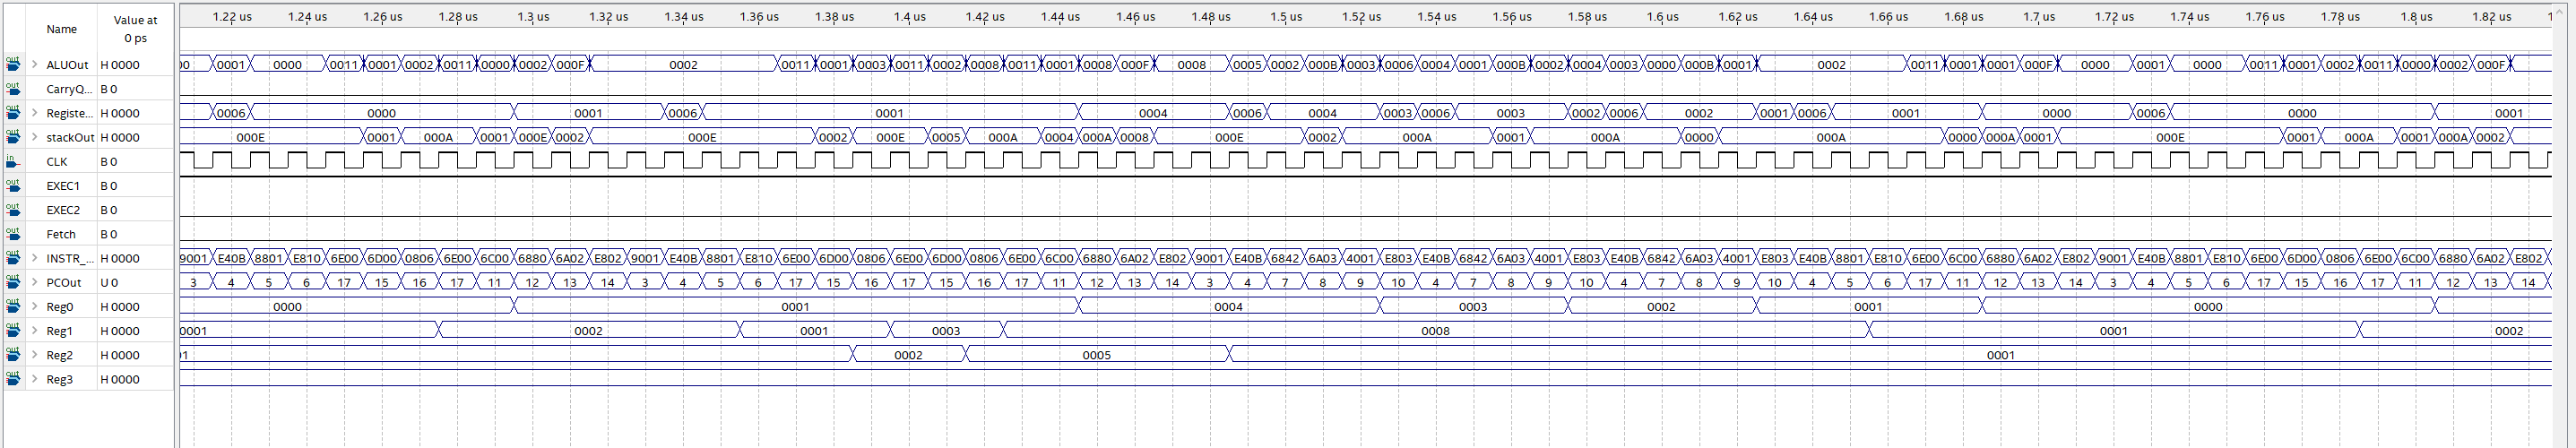 Name Value at 0 ps 1.22 us 1.24 us 1.26 us 1.28 us 1.3 us 1.32 us 1.34 us 1.36 us 1.38 us 1.4 us 1.42 us 1.44 us 1.46 us 1.48 us 1.5 us 1.52 us 1.54 us 1.56 us 1.58 us 1.6 us 1.62 us 1.64 us 1.66 us 1.68 us 1.7 us 1.72 us 1.74 us 1.76 us 1.78 us 1.8 us 1.82 us 1
out > ALUOut H 0000 00 0001 0000 0011 0001 0002 0011 0000 0002 000F 0002 0011 0001 0003 0011 0002 0008 0011 0001 0008 000F 0008 0005 0002 000B 0003 0006 0004 0001 000B 0002 0004 0003 0000 000B 0001 0002 0011 0001 0001 000F 0000 0001 0000 0011 0001 0002 0011 0000 0002 000F
out CarryQ... B 0
out > Registe... H 0000 0006 0000 0001 0006 0001 0004 0006 0004 0003 0006 0003 0002 0006 0002 0001 0006 0001 0000 0006 0000 0001
out > stackOut H 0000 000E 0001 000A 0001 000E 0002 000E 0002 000E 0005 000A 0004 000A 0008 000E 0002 000A 0001 000A 0000 000A 0000 000A 0001 000E 0001 000A 0001 000A 0002
in CLK B 0
out EXEC1 B 0
out EXEC2 B 0
out Fetch B 0
out > INSTR_... H 0000 9001 E40B 8801 E810 6E00 6D00 0806 6E00 6C00 6880 6A02 E802 9001 E40B 8801 E810 6E00 6D00 0806 6E00 6D00 0806 6E00 6C00 6880 6A02 E802 9001 E40B 6842 6A03 4001 E803 E40B 6842 6A03 4001 E803 E40B 6842 6A03 4001 E803 E40B 8801 E810 6E00 6C00 6880 6A02 E802 9001 E40B 8801 E810 6E00 6D00 0806 6E00 6C00 6880 6A02 E802
out > PCOut U 0 3 4 5 6 17 15 16 17 11 12 13 14 3 4 5 6 17 15 16 17 15 16 17 11 12 13 14 3 4 7 8 9 10 4 7 8 9 10 4 7 8 9 10 4 5 6 17 11 12 13 14 3 4 5 6 17 15 16 17 11 12 13 14
out > Reg0 H 0000 0000 0001 0004 0003 0002 0001 0000
out > Reg1 H 0000 0001 0002 0001 0003 0008 0001 0002
out > Reg2 H 0000 01 0002 0005 0001
out > Reg3 H 0000